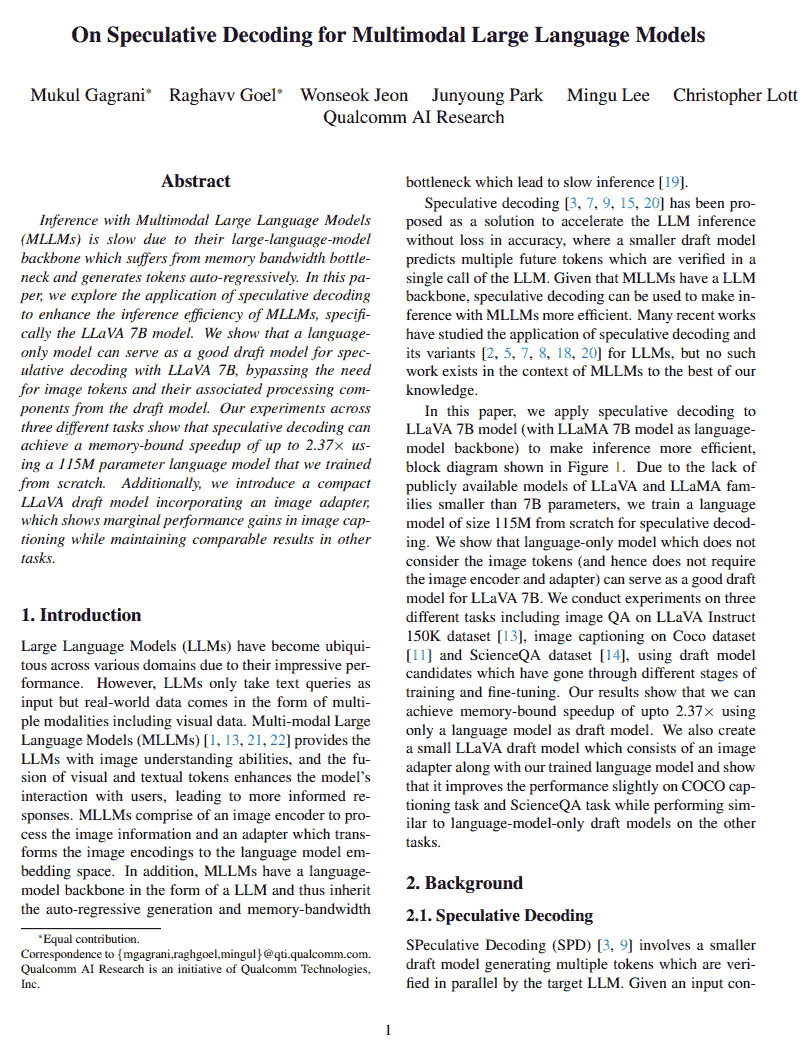 On Speculative Decoding for Multimodal Large Language Models
Mukul Gagrani* Raghavv Goel* Wonseok Jeon Junyoung Park Mingu Lee Christopher Lott
Qualcomm AI Research
Abstract
Inference with Multimodal Large Language Models
(MLLMs) is slow due to their large-language-model
backbone which suffers from memory bandwidth bottle-
neck and generates tokens auto-regressively. In this pa-
per, we explore the application of speculative decoding
to enhance the inference efficiency of MLLMs, specifi-
cally the LLaVA 7B model. We show that a language-
only model can serve as a good draft model for spec-
ulative decoding with LLaVA 7B, bypassing the need
for image tokens and their associated processing com-
ponents from the draft model. Our experiments across
three different tasks show that speculative decoding can
achieve a memory-bound speedup of up to 2.37× us-
ing a 115M parameter language model that we trained
from scratch. Additionally, we introduce a compact
LLaVA draft model incorporating an image adapter,
which shows marginal performance gains in image cap-
tioning while maintaining comparable results in other
tasks.
1. Introduction
Large Language Models (LLMs) have become ubiqui-
tous across various domains due to their impressive per-
formance. However, LLMs only take text queries as
input but real-world data comes in the form of multi-
ple modalities including visual data. Multi-modal Large
Language Models (MLLMs) [1, 13, 21, 22] provides the
LLMs with image understanding abilities, and the fu-
sion of visual and textual tokens enhances the model's
interaction with users, leading to more informed re-
sponses. MLLMs comprise of an image encoder to pro-
cess the image information and an adapter which trans-
forms the image encodings to the language model em-
bedding space. In addition, MLLMs have a language-
model backbone in the form of a LLM and thus inherit
the auto-regressive generation and memory-bandwidth
*Equal contribution.
Correspondence to {mgagrani,raghgoel,mingul}@qti.qualcomm.com.
Qualcomm AI Research is an initiative of Qualcomm Technologies,
Inc.
bottleneck which lead to slow inference [19].
Speculative decoding [3, 7, 9, 15, 20] has been pro-
posed as a solution to accelerate the LLM inference
without loss in accuracy, where a smaller draft model
predicts multiple future tokens which are verified in a
single call of the LLM. Given that MLLMs have a LLM
backbone, speculative decoding can be used to make in-
ference with MLLMs more efficient. Many recent works
have studied the application of speculative decoding and
its variants [2, 5, 7, 8, 18, 20] for LLMs, but no such
work exists in the context of MLLMs to the best of our
knowledge.
In this paper, we apply speculative decoding to
LLaVA 7B model (with LLaMA 7B model as language-
model backbone) to make inference more efficient,
block diagram shown in Figure 1. Due to the lack of
publicly available models of LLaVA and LLaMA fam-
ilies smaller than 7B parameters, we train a language
model of size 115M from scratch for speculative decod-
ing. We show that language-only model which does not
consider the image tokens (and hence does not require
the image encoder and adapter) can serve as a good draft
model for LLaVA 7B. We conduct experiments on three
different tasks including image QA on LLaVA Instruct
150K dataset [13], image captioning on Coco dataset
[11] and ScienceQA dataset [14], using draft model
candidates which have gone through different stages of
training and fine-tuning. Our results show that we can
achieve memory-bound speedup of upto 2.37× using
only a language model as draft model. We also create
a small LLaVA draft model which consists of an image
adapter along with our trained language model and show
that it improves the performance slightly on COCO cap-
tioning task and ScienceQA task while performing sim-
ilar to language-model-only draft models on the other
tasks.
2. Background
2.1. Speculative Decoding
SPeculative Decoding (SPD) [3, 9] involves a smaller
draft model generating multiple tokens which are veri-
fied in parallel by the target LLM. Given an input con-
1